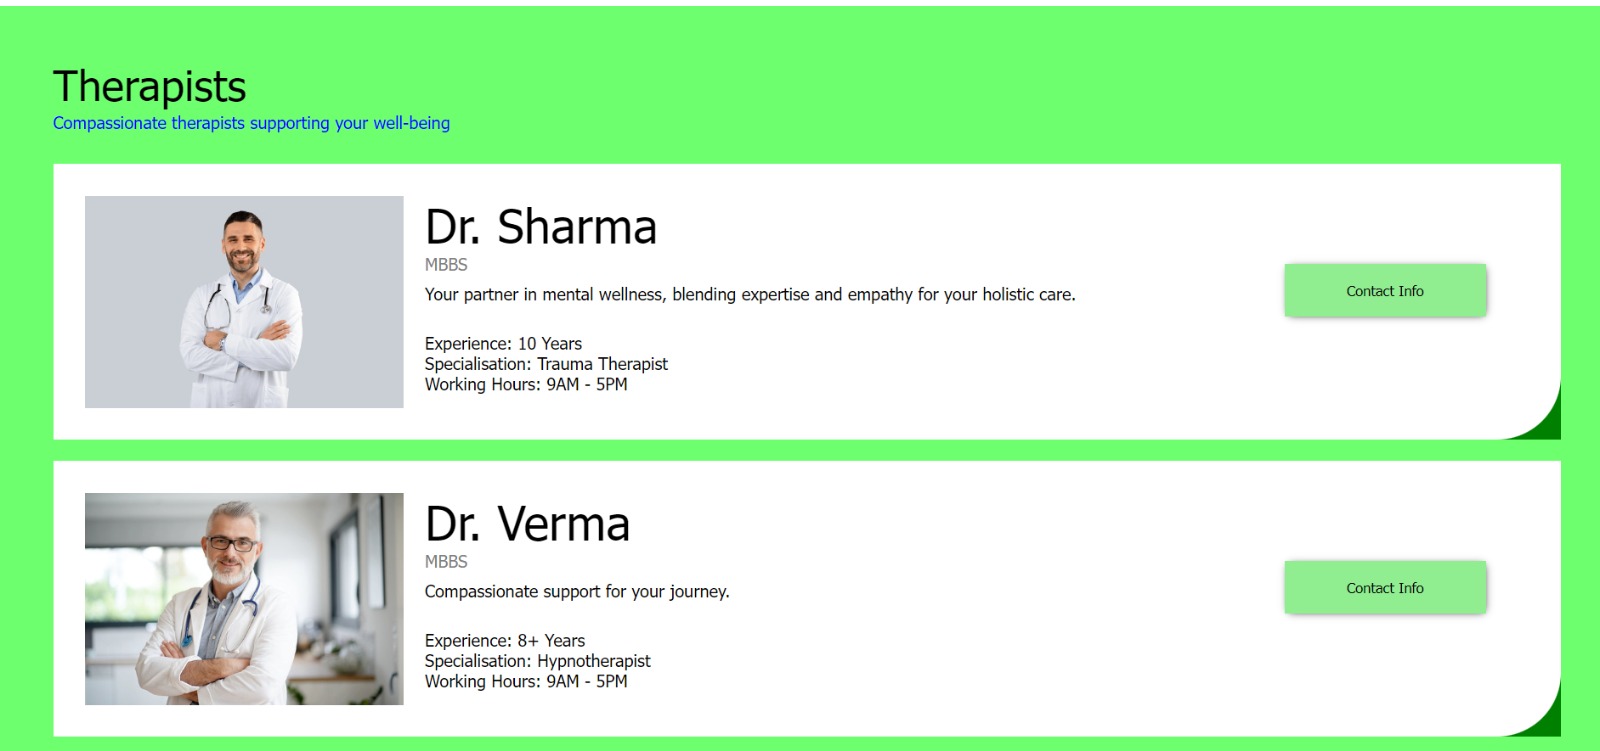 Therapists
Compassionate therapists supporting your well-being
Dr. Sharma
MBBS
Your partner in mental wellness, blending expertise and empathy for your holistic care.
Contact Info
Experience: 10 Years
Specialisation: Trauma Therapist
Working Hours: 9AM - 5PM
Dr. Verma
MBBS
Compassionate support for your journey.
Contact Info
Experience: 8+ Years
Specialisation: Hypnotherapist
Working Hours: 9AM - 5PM